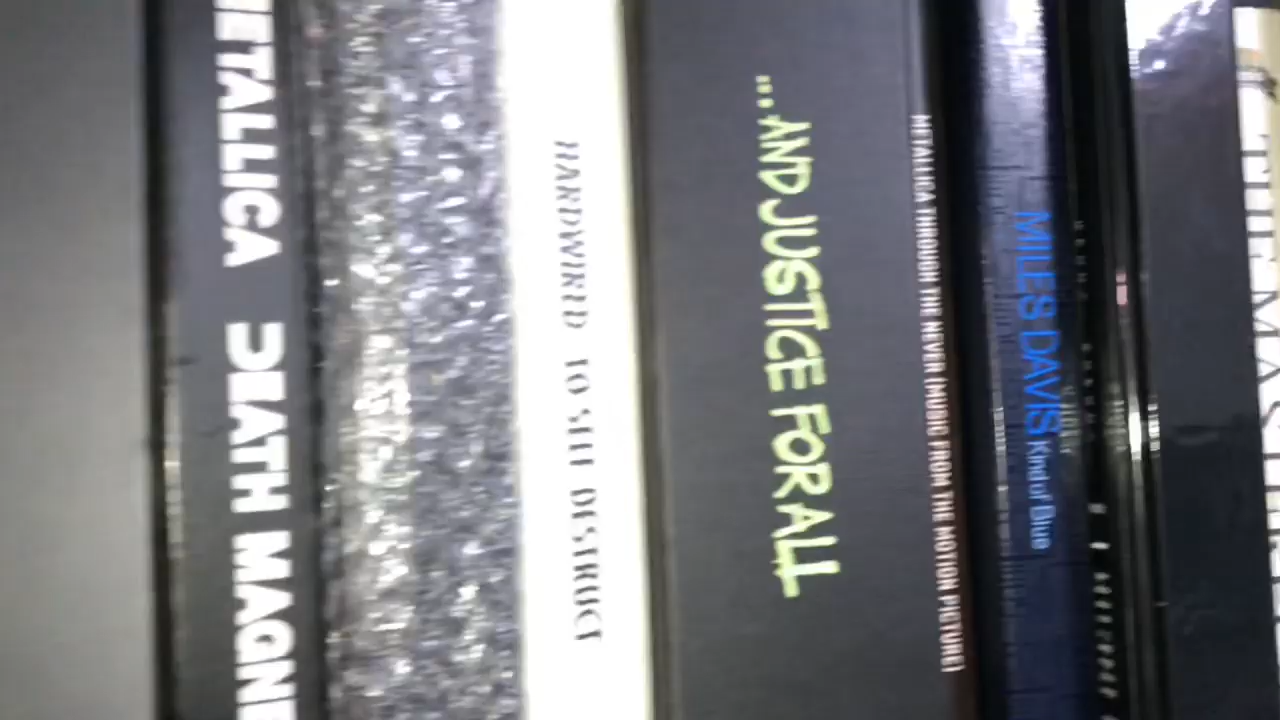 METALLICA DEATH MAGNE
HARDWIRED TO SELF DESTRUCT
...AND JUSTICE FOR ALL
METALLICA THROUGH THE NEVER (MUSIC FROM THE MOTION PICTURE)
MILES DAVIS Kind of Blue